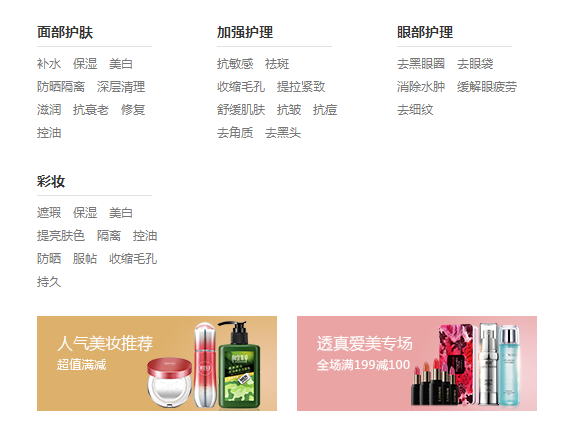 面部护肤
补水 保湿 美白
防晒隔离 深层清理
滋润 抗衰老 修复
控油
加强护理
抗敏感 祛斑
收缩毛孔 提拉紧致
舒缓肌肤 抗皱 抗痘
去角质 去黑头
眼部护理
去黑眼圈 去眼袋
消除水肿 缓解眼疲劳
去细纹
彩妆
遮瑕 保湿 美白
提亮肤色 隔离 控油
防晒 服帖 收缩毛孔
持久
人气美妆推荐
超值满减
透真爱美专场
全场满199减100